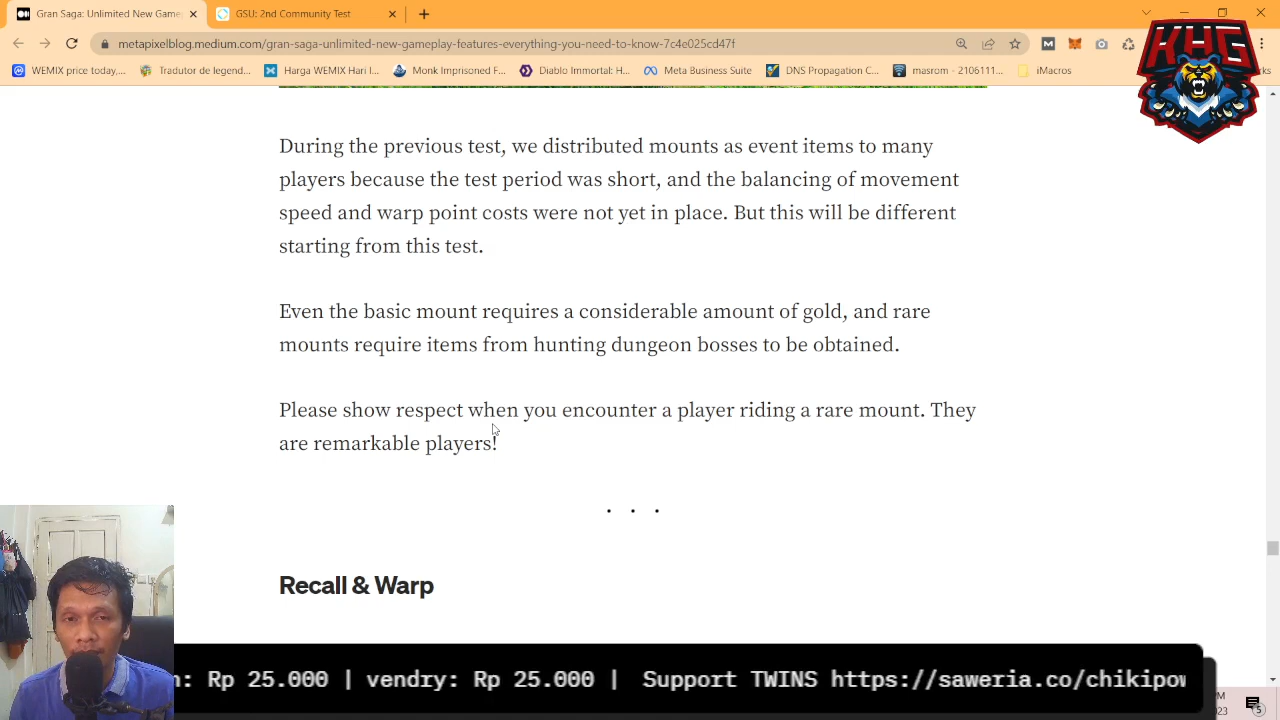 Gran Saga: Unlimited New Game
GSU: 2nd Community Test
metapixelblog.medium.com/gran-saga-unlimited-new-gameplay-features-everything-you-need-to-know-7c4e025cd47f
WEMIX price today,...
Tradutor de legend...
Harga WEMIX Hari I...
Monk Imprisoned F...
Diablo Immortal: H...
Meta Business Suite
DNS Propagation C...
masrom - 2106111...
iMacros
KHG
During the previous test, we distributed mounts as event items to many
players because the test period was short, and the balancing of movement
speed and warp point costs were not yet in place. But this will be different
starting from this test.
Even the basic mount requires a considerable amount of gold, and rare
mounts require items from hunting dungeon bosses to be obtained.
Please show respect when you encounter a player riding a rare mount. They
are remarkable players!
Recall & Warp
: Rp 25.000 | vendry: Rp 25.000 | Support TWINS https://saweria.co/chikipow
5